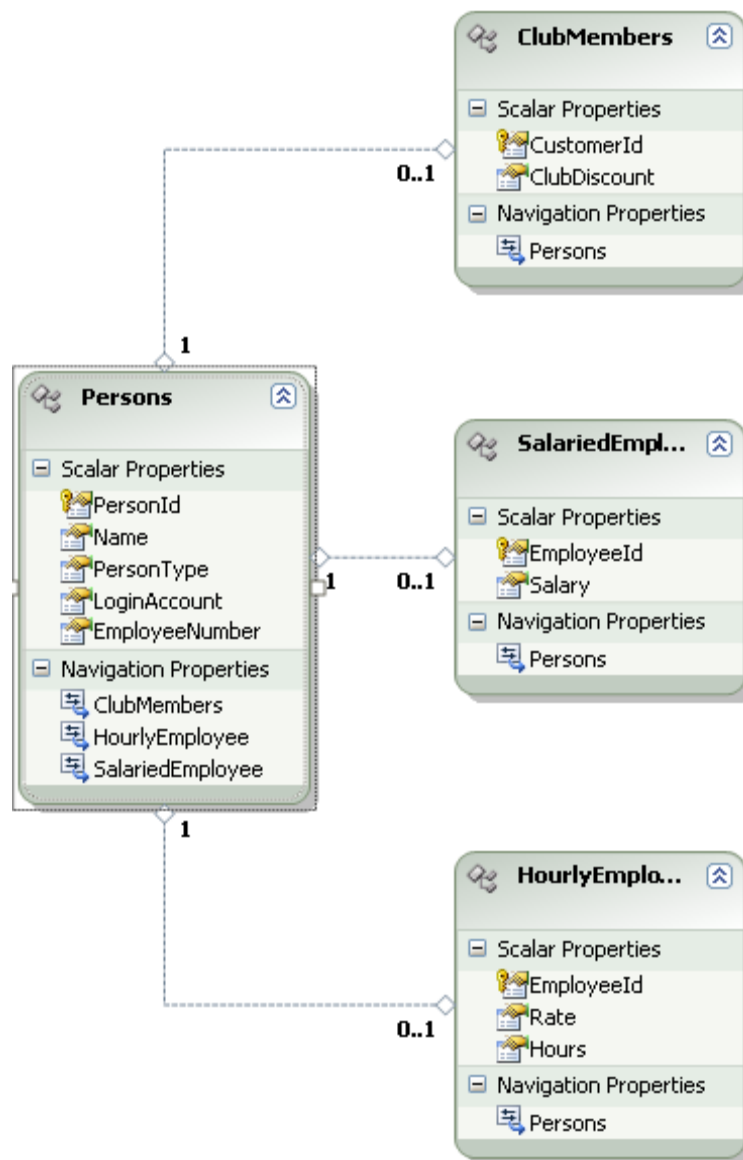 ClubMembers
Scalar Properties
CustomerId
ClubDiscount
Navigation Properties
Persons
0..1
1
Persons
Scalar Properties
PersonId
Name
PersonType
LoginAccount
EmployeeNumber
Navigation Properties
ClubMembers
HourlyEmployee
SalariedEmployee
1
0..1
SalariedEmpl...
Scalar Properties
EmployeeId
Salary
Navigation Properties
Persons
1
0..1
HourlyEmplo...
Scalar Properties
EmployeeId
Rate
Hours
Navigation Properties
Persons